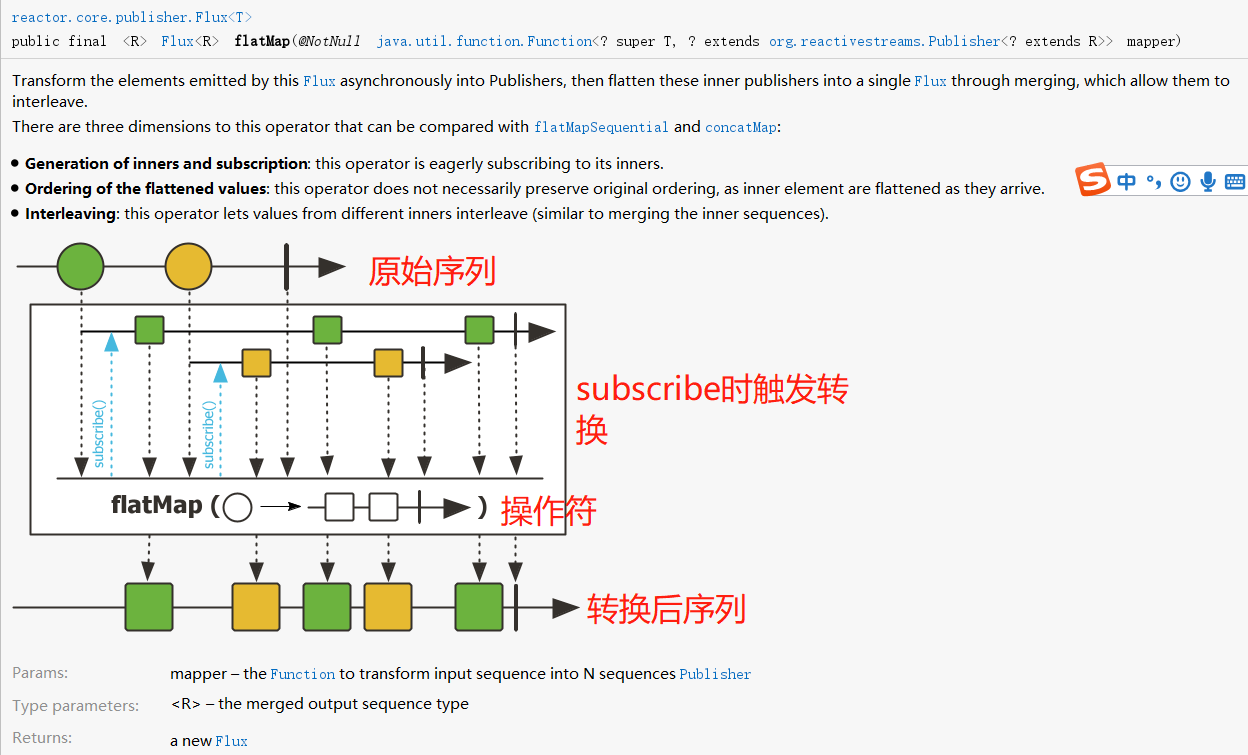 reactor.core.publisher.Flux<T>
public final <R> Flux<R> flatMap(@NotNull java.util.function.Function<? super T, ? extends org.reactivestreams.Publisher<? extends R>> mapper)
Transform the elements emitted by this Flux asynchronously into Publishers, then flatten these inner publishers into a single Flux through merging, which allow them to
interleave.
There are three dimensions to this operator that can be compared with flatMapSequential and concatMap:
● Generation of inners and subscription: this operator is eagerly subscribing to its inners.
● Ordering of the flattened values: this operator does not necessarily preserve original ordering, as inner element are flattened as they arrive.
● Interleaving: this operator lets values from different inners interleave (similar to merging the inner sequences).
S 中 °,
原始序列
subscribe()
subscribe()
subscribe时触发转
换
flatMap ( )
操作符
转换后序列
Params: mapper – the Function to transform input sequence into N sequences Publisher
Type parameters: <R> – the merged output sequence type
Returns: a new Flux